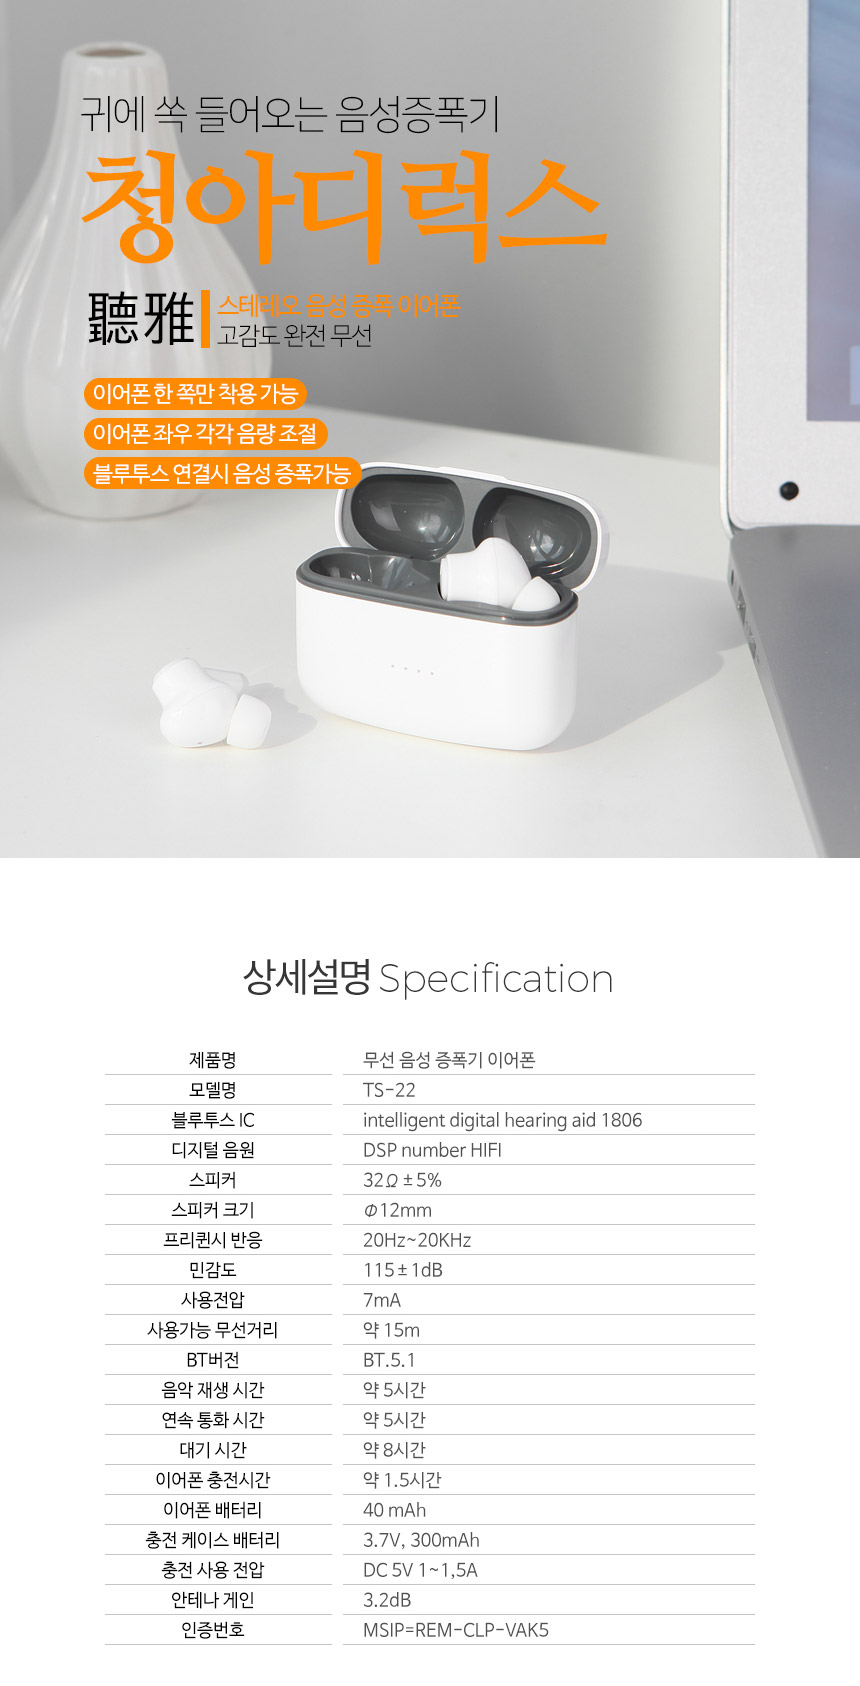 귀에 쏙 들어오는 음성증폭기
청아디럭스
聽雅
스테레오 음성 증폭 이어폰
고감도 완전 무선
이어폰 한 쪽만 착용 가능
이어폰 좌우 각각 음량 조절
블루투스 연결시 음성 증폭가능
상세설명 Specification
제품명 무선 음성 증폭기 이어폰
모델명 TS-22
블루투스 IC intelligent digital hearing aid 1806
디지털 음원 DSP number HIFI
스피커 32Ω±5%
스피커 크기 Φ12mm
프리퀸시 반응 20Hz~20KHz
민감도 115±1dB
사용전압 7mA
사용가능 무선거리 약 15m
BT버전 BT.5.1
음악 재생 시간 약 5시간
연속 통화 시간 약 5시간
대기 시간 약 8시간
이어폰 충전시간 약 1.5시간
이어폰 배터리 40 mAh
충전 케이스 배터리 3.7V, 300mAh
충전 사용 전압 DC 5V 1~1,5A
안테나 게인 3.2dB
인증번호 MSIP=REM-CLP-VAK5